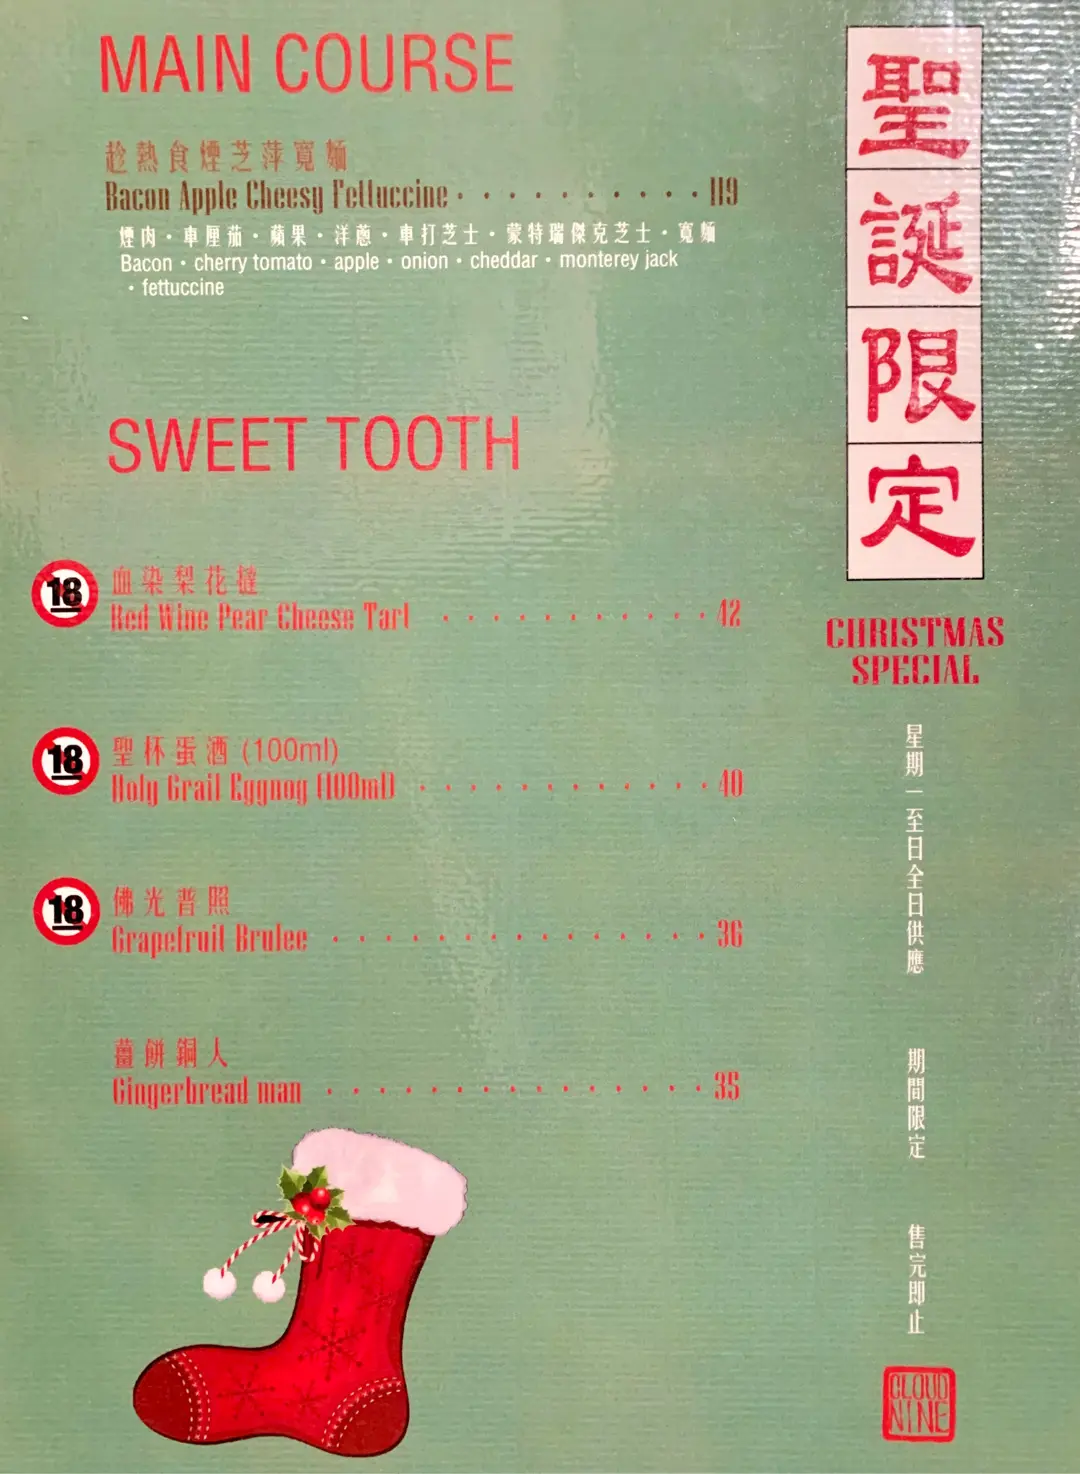 MAIN COURSE
趁熱食煙芝萍寬麵
Bacon Apple Cheesy Fettuccine · · · · · · · · · · 119
煙肉・車厘茄・蘋果・洋蔥・車打芝士・蒙特瑞傑克芝士・寬麵
Bacon・cherry tomato・apple・onion・cheddar・monterey jack
・fettuccine
SWEET TOOTH
18
血染梨花撻
Red Wine Pear Cheese Tart · · · · · · · · · · · 42
18
聖杯蛋酒 (100ml)
Holy Grail Eggnog (100ml) · · · · · · · · · · 40
18
佛光普照
Grapefruit Brulee · · · · · · · · · · · · · · 36
薑餅銅人
Gingerbread man · · · · · · · · · · · · · · · 35
聖誕限定
CHRISTMAS
SPECIAL
星期一至日全日供應
期間限定
售完即止
CLOUD
NINE